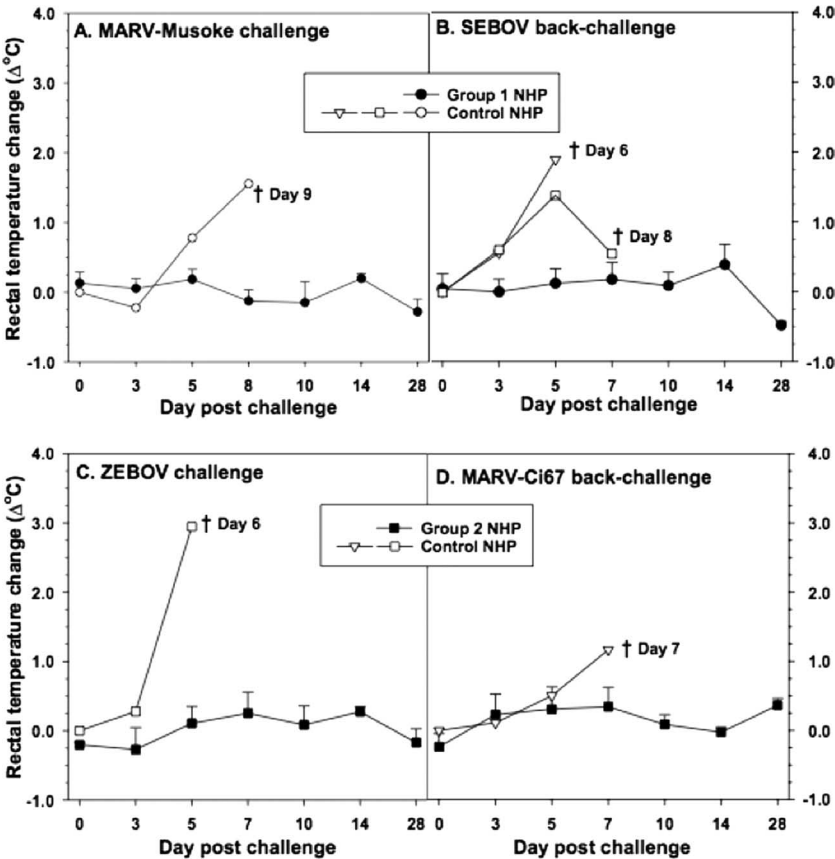 A. MARV-Musoke challenge
B. SEBOV back-challenge
Group 1 NHP
Control NHP
Rectal temperature change (Δ°C)
4.0
3.0
2.0
1.0
0.0
-1.0
† Day 9
† Day 6
† Day 8
4.0
3.0
2.0
1.0
0.0
-1.0
0 3 5 8 10 14 28
0 3 5 7 10 14 28
Day post challenge
Day post challenge
C. ZEBOV challenge
D. MARV-Ci67 back-challenge
Group 2 NHP
Control NHP
Rectal temperature change (Δ°C)
4.0
3.0
2.0
1.0
0.0
-1.0
† Day 6
† Day 7
4.0
3.0
2.0
1.0
0.0
-1.0
0 3 5 7 10 14 28
0 3 5 7 10 14 28
Day post challenge
Day post challenge